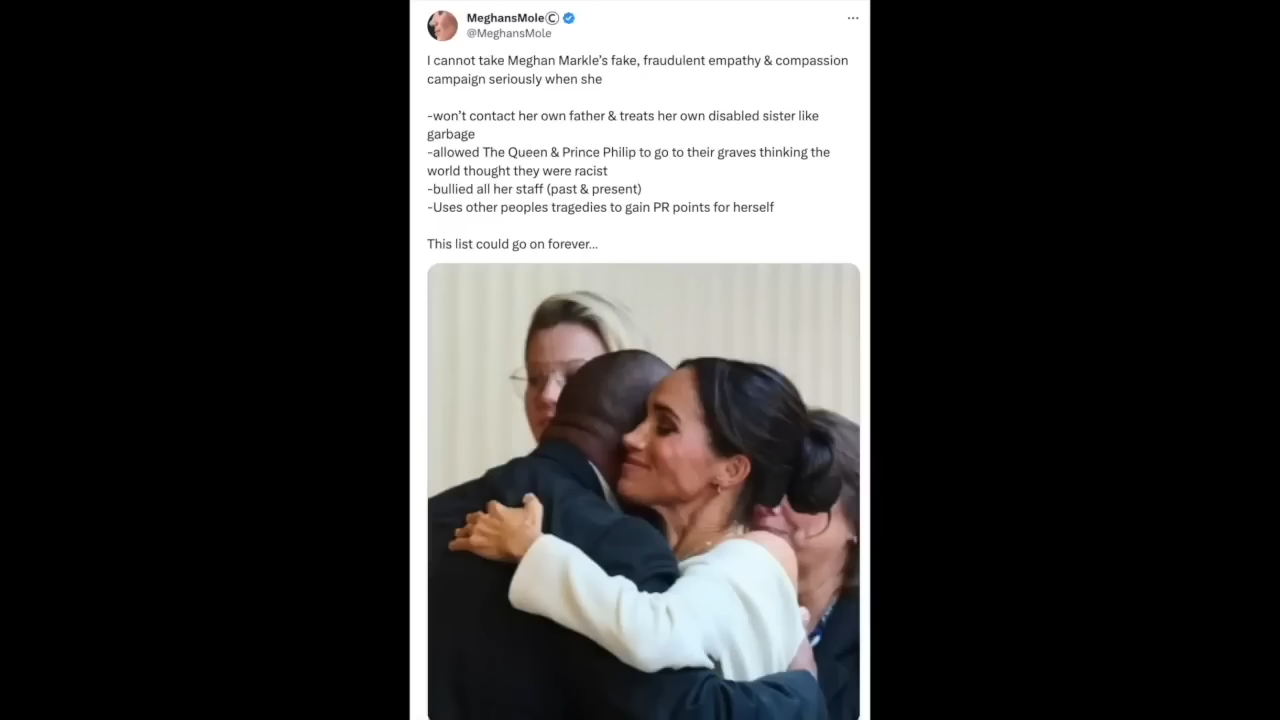 MeghansMoleⒸ
@MeghansMole
I cannot take Meghan Markle’s fake, fraudulent empathy & compassion
campaign seriously when she
-won’t contact her own father & treats her own disabled sister like
garbage
-allowed The Queen & Prince Philip to go to their graves thinking the
world thought they were racist
-bullied all her staff (past & present)
-Uses other peoples tragedies to gain PR points for herself
This list could go on forever...